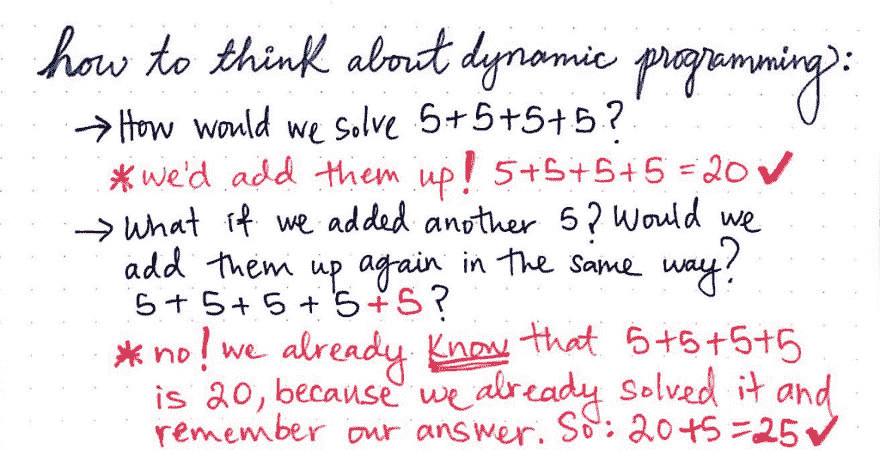 how to think about dynamic programming:
→ How would we solve 5+5+5+5?
* we'd add them up! 5+5+5+5 = 20 ✓
→ What if we added another 5? Would we
add them up again in the same way?
5 + 5 + 5 + 5 + 5?
* no! we already know that 5+5+5+5
is 20, because we already solved it and
remember our answer. So: 20+5=25 ✓